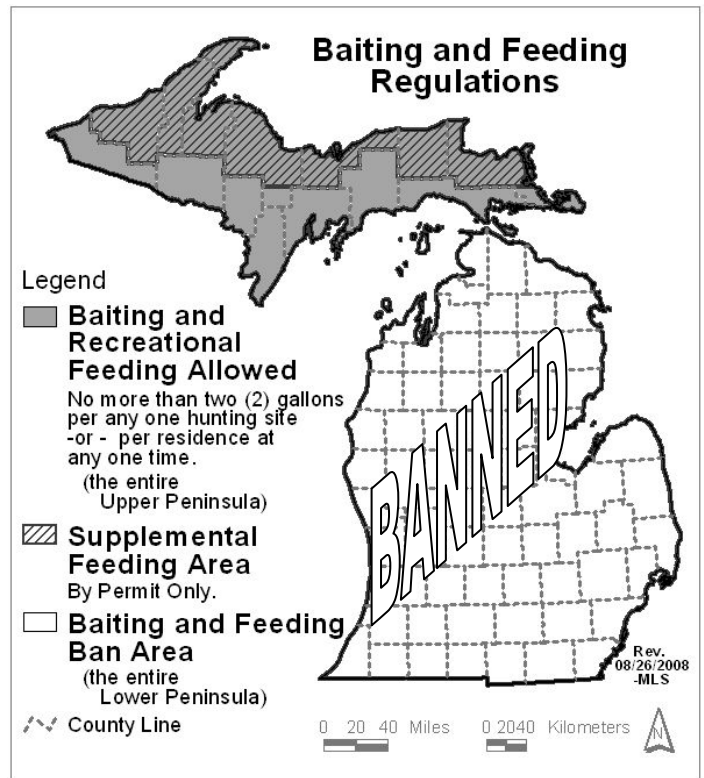 Baiting and Feeding
Regulations
Legend
Baiting and
Recreational
Feeding Allowed
No more than two (2) gallons
per any one hunting site
-or - per residence at
any one time.
(the entire
Upper Peninsula)
Supplemental
Feeding Area
By Permit Only.
Baiting and Feeding
Ban Area
(the entire
Lower Peninsula)
County Line
BANNED
Rev.
08/26/2008
-MLS
0 20 40 Miles
0 2040 Kilometers
N